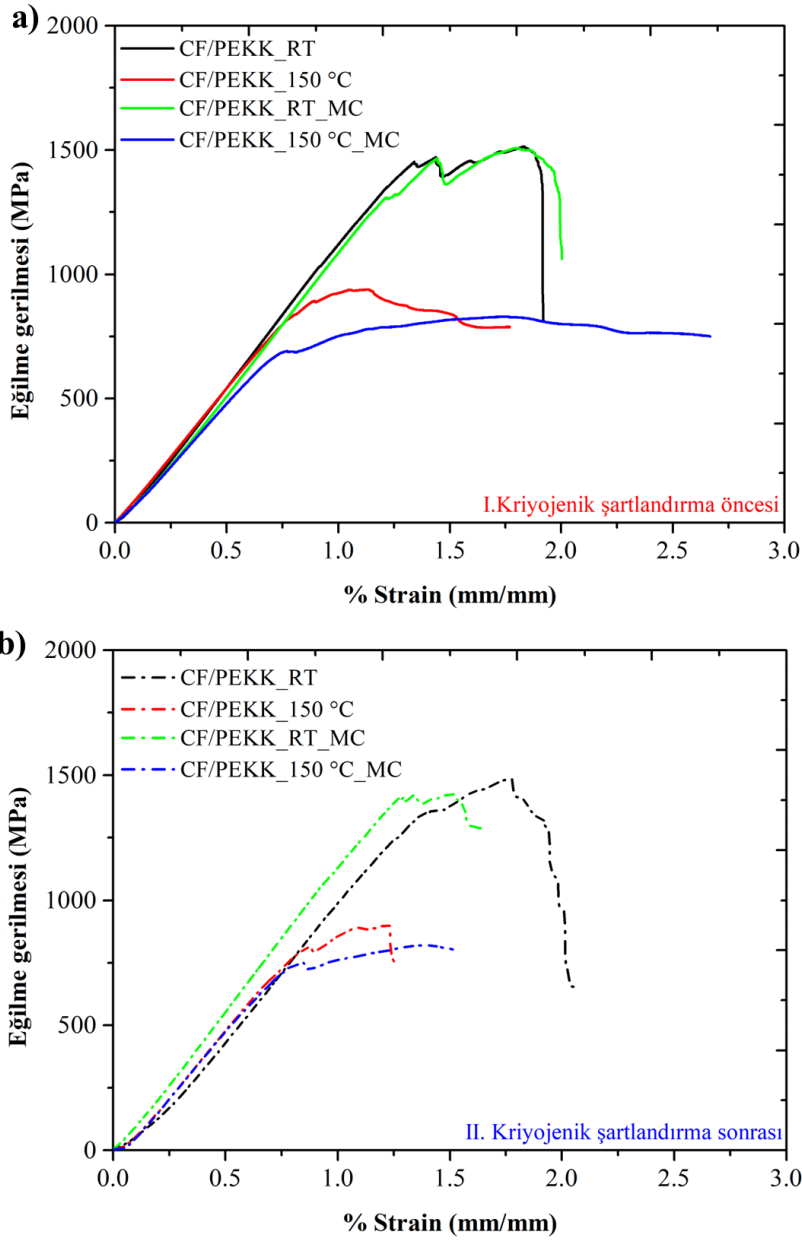 a)
2000
1500
1000
500
0
Eğilme gerilmesi (MPa)
CF/PEKK_RT
CF/PEKK_150 °C
CF/PEKK_RT_MC
CF/PEKK_150 °C_MC
I.Kriyojenik şartlandırma öncesi
0.0 0.5 1.0 1.5 2.0 2.5 3.0
% Strain (mm/mm)
b)
2000
1500
1000
500
0
Eğilme gerilmesi (MPa)
CF/PEKK_RT
CF/PEKK_150 °C
CF/PEKK_RT_MC
CF/PEKK_150 °C_MC
II. Kriyojenik şartlandırma sonrası
0.0 0.5 1.0 1.5 2.0 2.5 3.0
% Strain (mm/mm)